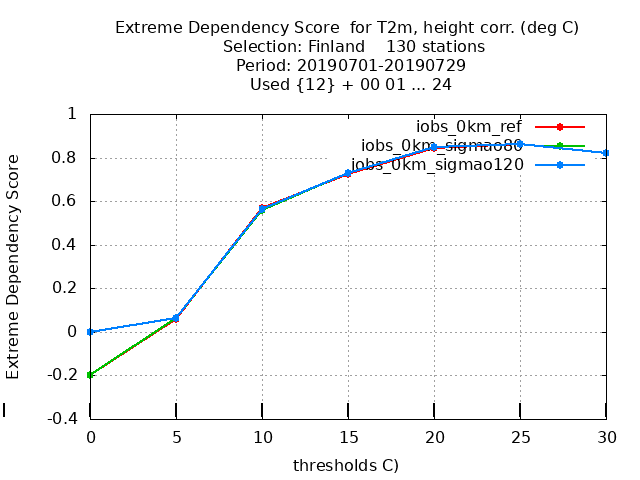 Extreme Dependency Score for T2m, height corr. (deg C)
Selection: Finland 130 stations
Period: 20190701-20190729
Used {12} + 00 01 ... 24
iobs_0km_ref
iobs_0km_sigmao80
iobs_0km_sigmao120
Extreme Dependency Score
1
0.8
0.6
0.4
0.2
0
-0.2
-0.4
0 5 10 15 20 25 30
thresholds C)